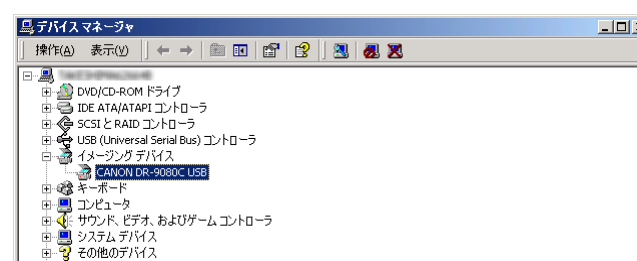 デバイス マネージャ
操作(A) 表示(V)
DVD/CD-ROM ドライブ
IDE ATA/ATAPI コントローラ
SCSI と RAID コントローラ
USB (Universal Serial Bus) コントローラ
イメージング デバイス
CANON DR-9080C USB
キーボード
コンピュータ
サウンド、ビデオ、およびゲーム コントローラ
システム デバイス
その他のデバイス